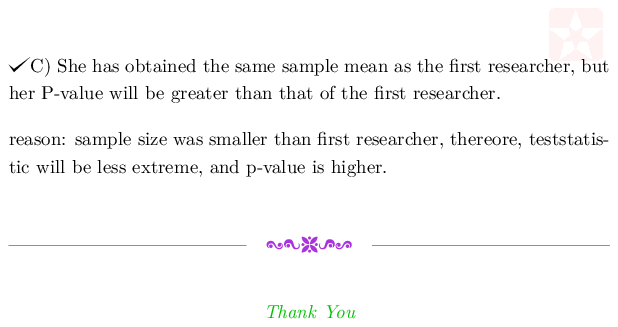 ✓C) She has obtained the same sample mean as the first researcher, but
her P-value will be greater than that of the first researcher.
reason: sample size was smaller than first researcher, thereore, teststatis-
tic will be less extreme, and p-value is higher.
Thank You